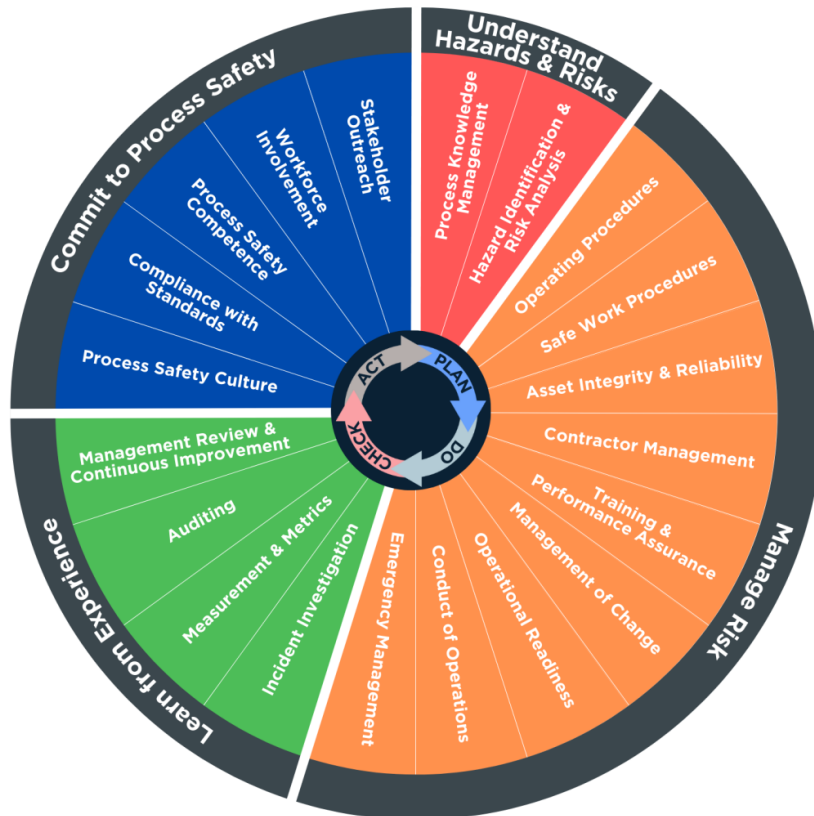 Commit to Process Safety
Process Safety Culture
Compliance with
Standards
Process Safety
Competence
Workforce
Involvement
Stakeholder
Outreach
Understand
Hazards & Risks
Process Knowledge
Management
Hazard Identification &
Risk Analysis
Manage Risk
Operating Procedures
Safe Work Procedures
Asset Integrity & Reliability
Contractor Management
Training &
Performance Assurance
Management of Change
Operational Readiness
Conduct of Operations
Emergency Management
Learn from Experience
Incident Investigation
Measurement & Metrics
Auditing
Management Review &
Continuous Improvement
PLAN
DO
CHECK
ACT